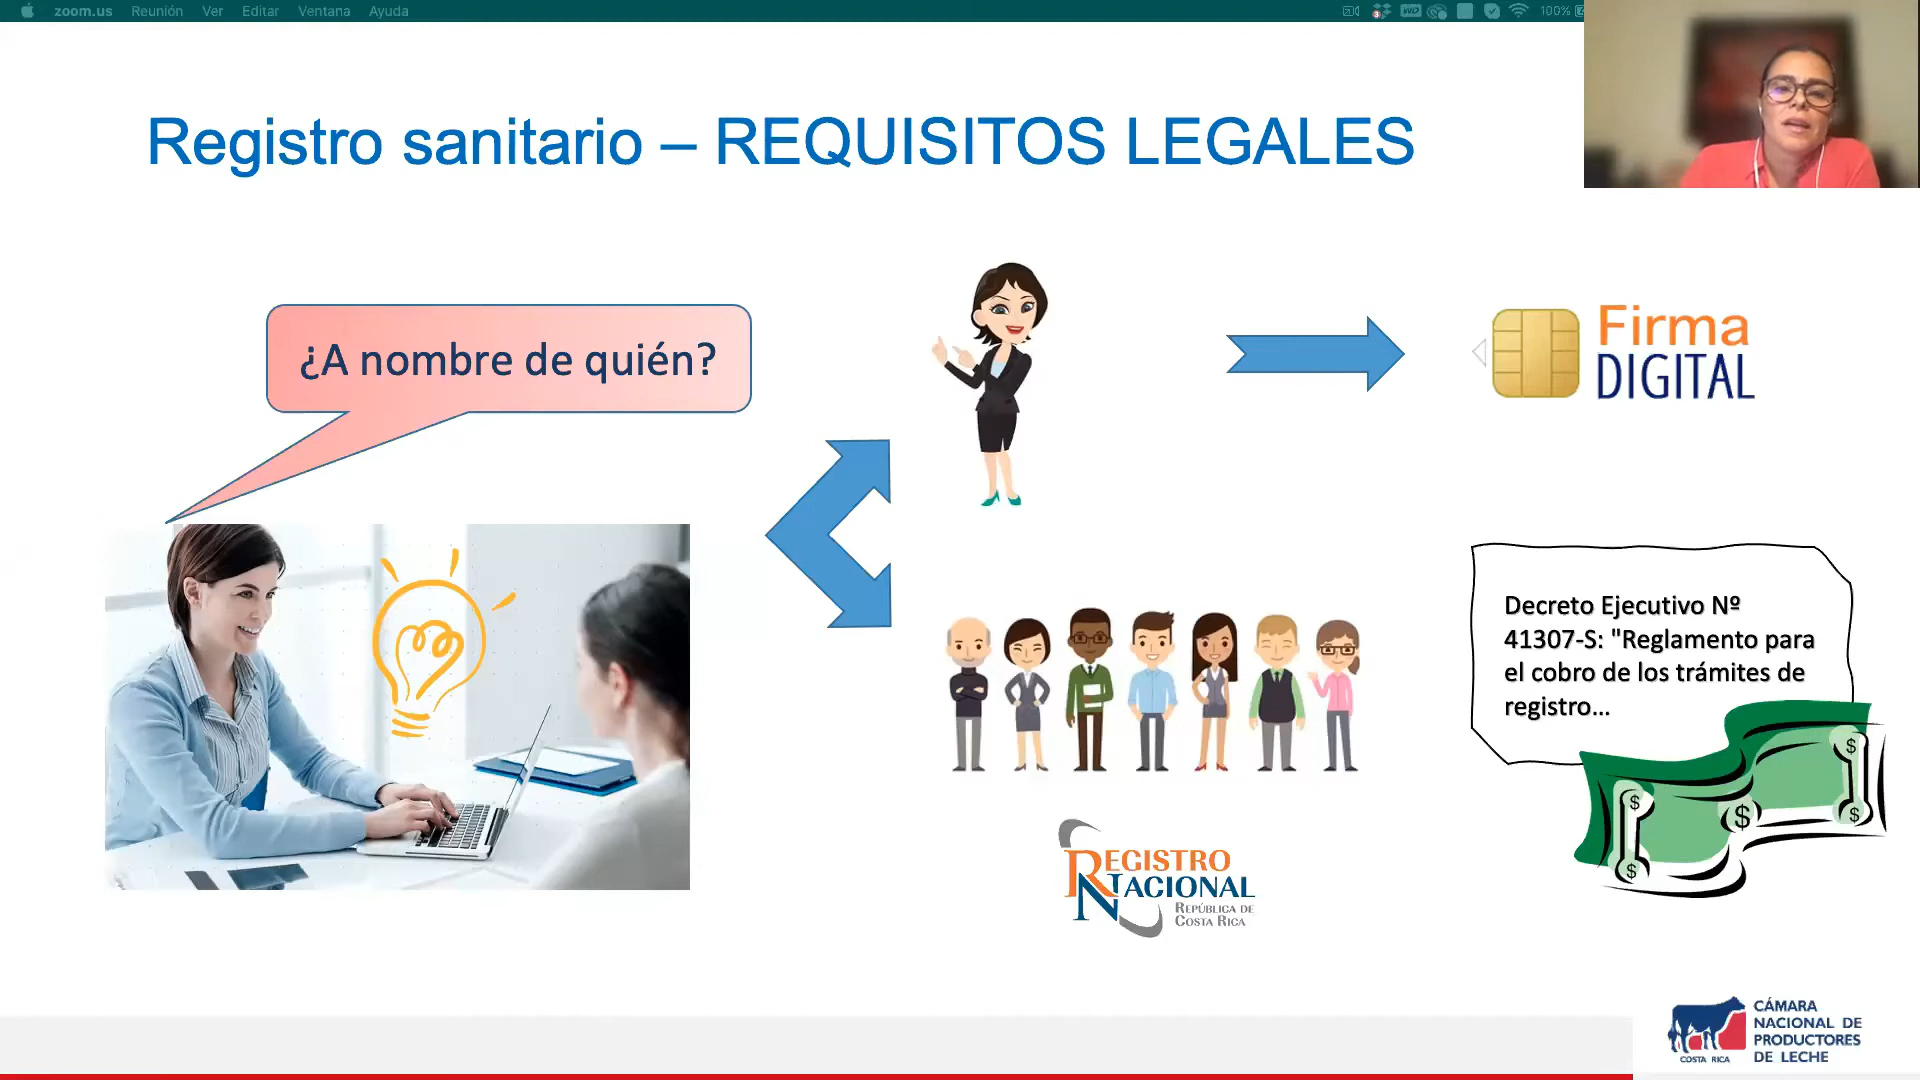 zoom.us Reunión Ver Editar Ventana Ayuda
100%
Registro sanitario – REQUISITOS LEGALES
¿A nombre de quién?
Firma
DIGITAL
Decreto Ejecutivo Nº
41307-S: "Reglamento para
el cobro de los trámites de
registro...
$
$
$
$
$
REGISTRO
NACIONAL
REPÚBLICA DE
COSTA RICA
CÁMARA
NACIONAL DE
PRODUCTORES
DE LECHE
COSTA RICA